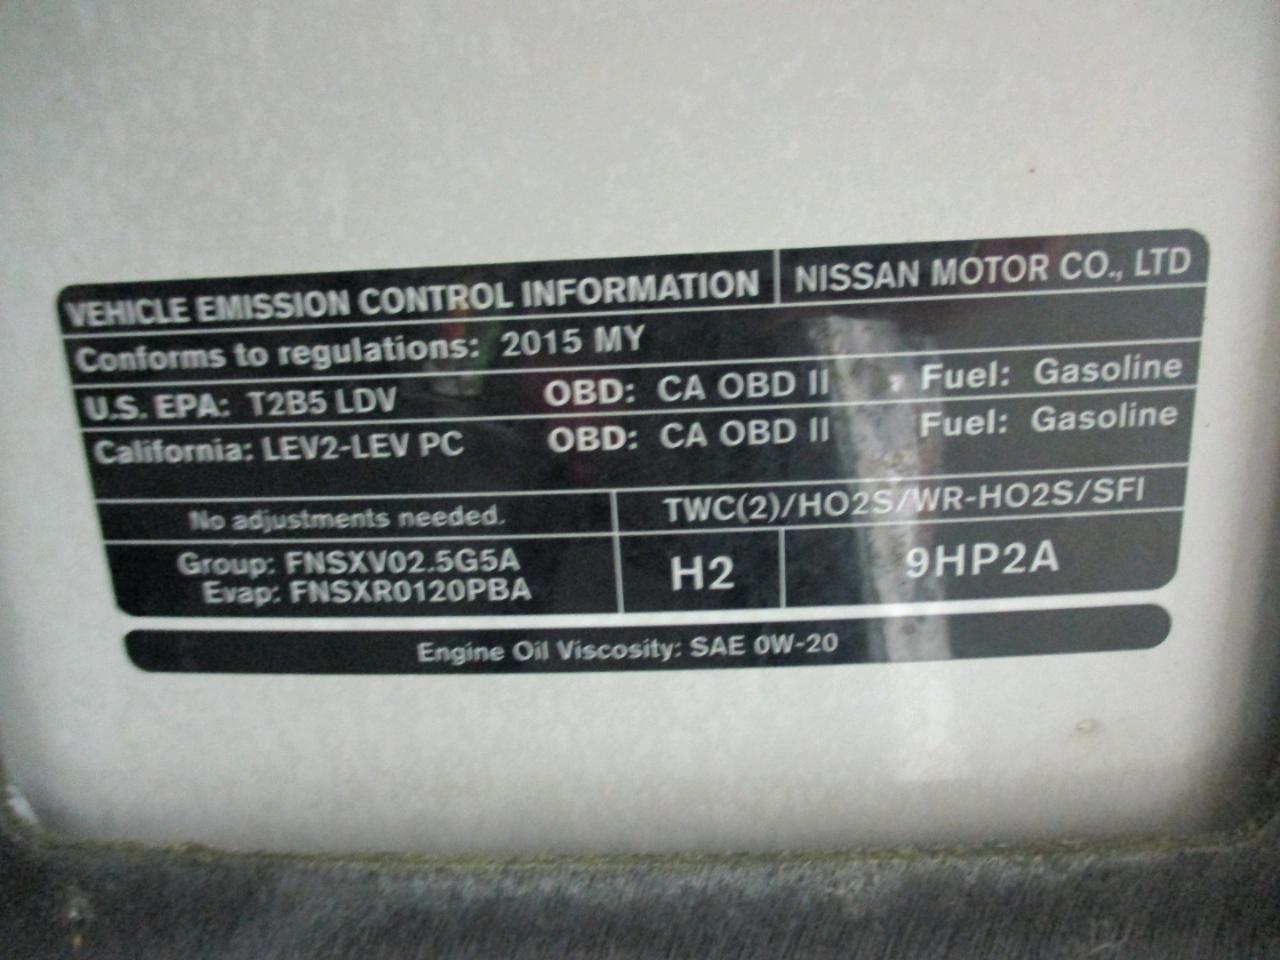 VEHICLE EMISSION CONTROL INFORMATION NISSAN MOTOR CO., LTD
Conforms to regulations: 2015 MY
U.S. EPA: T2B5 LDV OBD: CA OBD II Fuel: Gasoline
California: LEV2-LEV PC OBD: CA OBD II Fuel: Gasoline
No adjustments needed. TWC(2)/HO2S/WR-HO2S/SFI
Group: FNSXV02.5G5A
Evap: FNSXR0120PBA
H2 9HP2A
Engine Oil Viscosity: SAE 0W-20